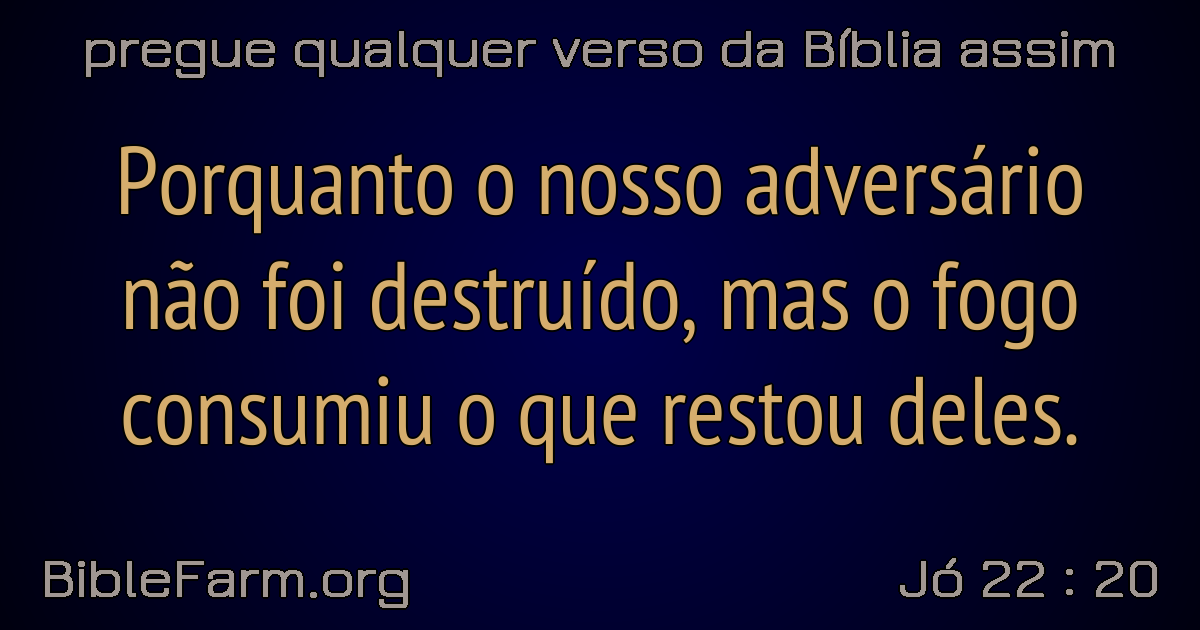 pregue qualquer verso da Bíblia assim
Porquanto o nosso adversário
não foi destruído, mas o fogo
consumiu o que restou deles.
BibleFarm.org
Jó 22 : 20